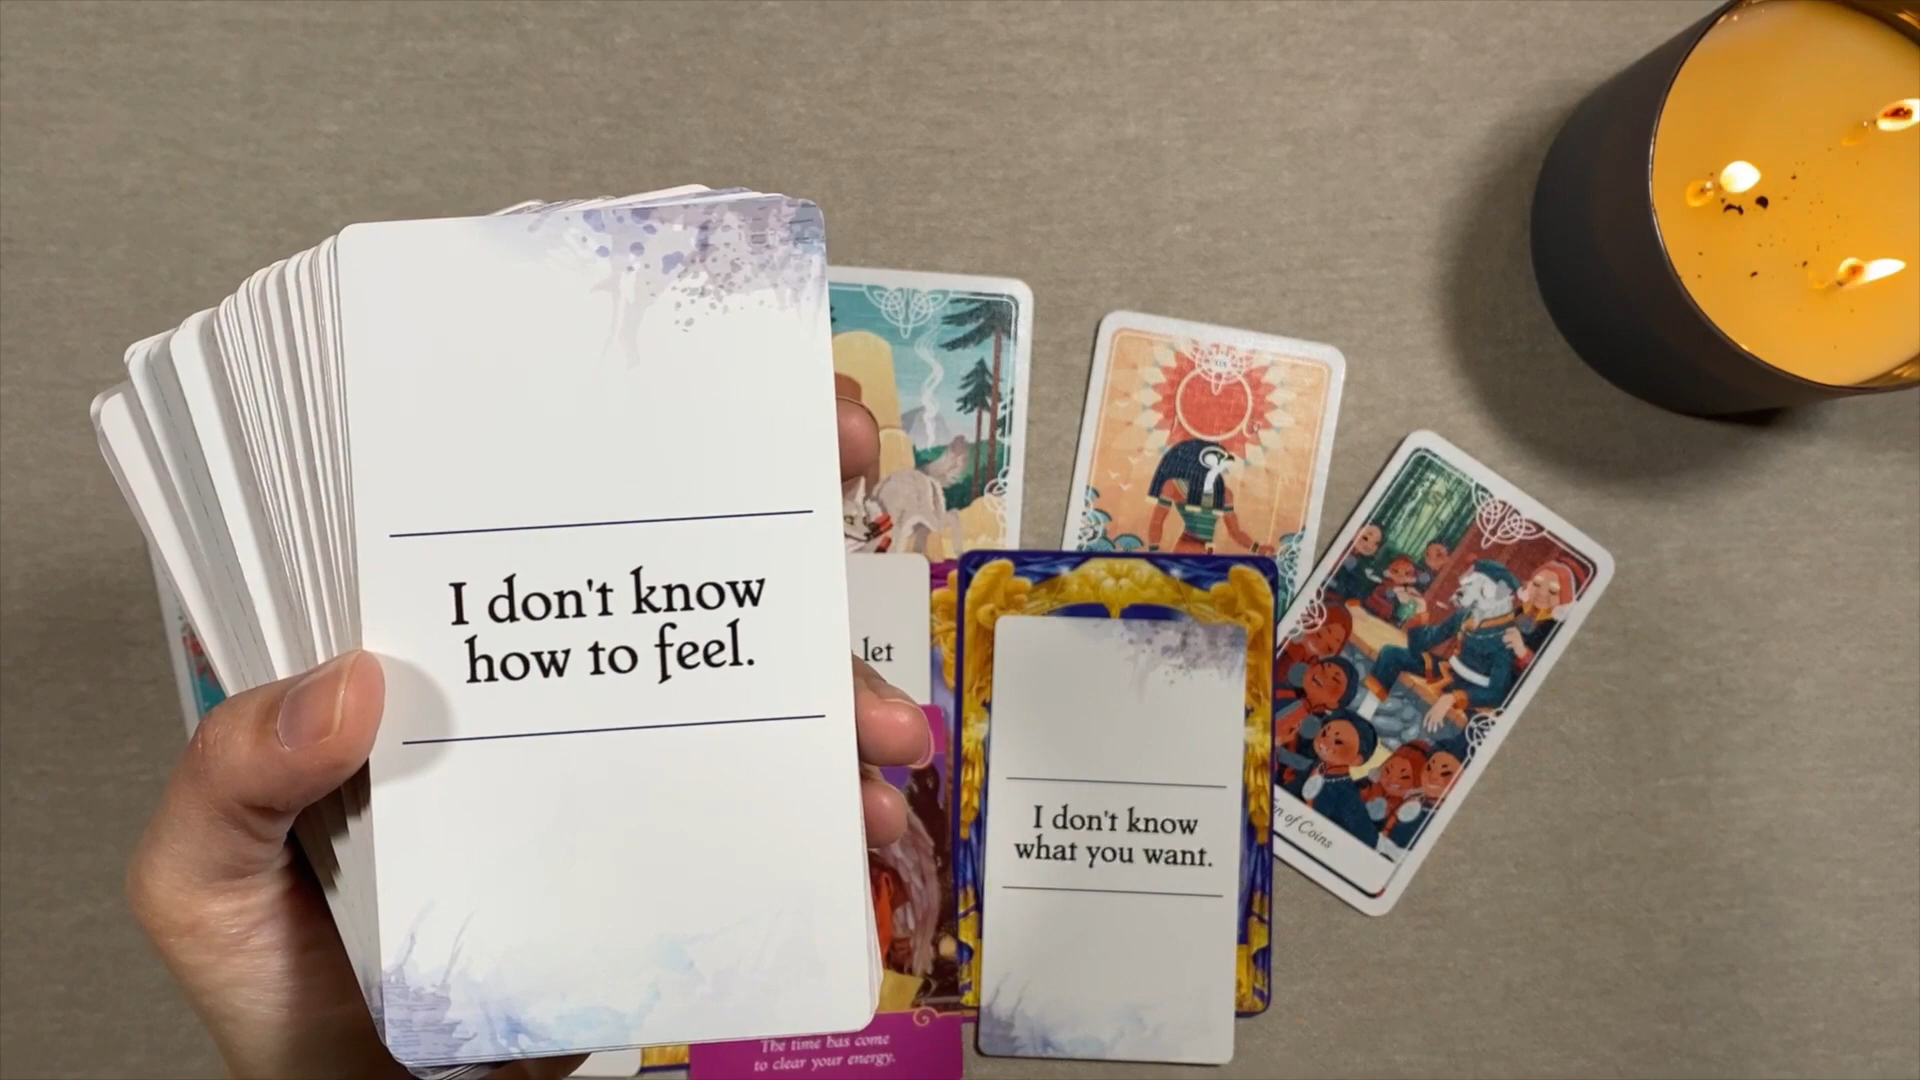 I don't know
how to feel.
let
XIX
I don't know
what you want.
of Coins
The time has come
to clear your energy.